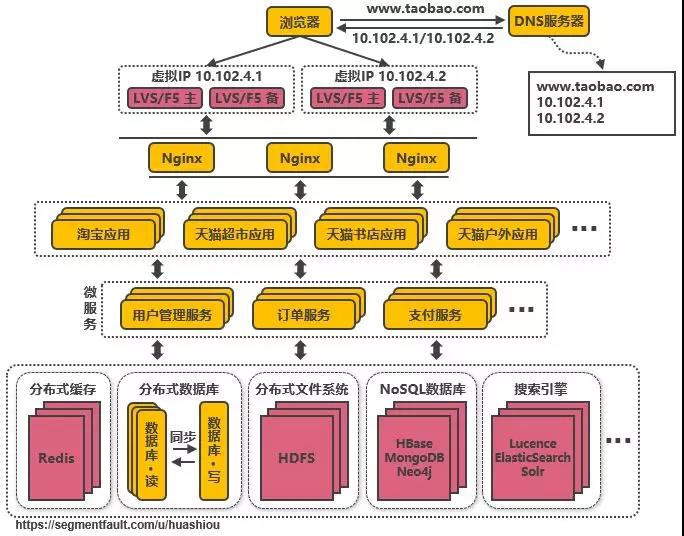 浏览器
www.taobao.com
10.102.4.1/10.102.4.2
DNS服务器
www.taobao.com
10.102.4.1
10.102.4.2
虚拟IP 10.102.4.1
LVS/F5 主
LVS/F5 备
虚拟IP 10.102.4.2
LVS/F5 主
LVS/F5 备
Nginx
Nginx
Nginx
淘宝应用
天猫超市应用
天猫书店应用
天猫户外应用
...
微服务
用户管理服务
订单服务
支付服务
...
分布式缓存
Redis
分布式数据库
数据库·读
同步
数据库·写
分布式文件系统
HDFS
NoSQL数据库
HBase
MongoDB
Neo4j
搜索引擎
Lucence
ElasticSearch
Solr
...
https://segmentfault.com/u/huashiou